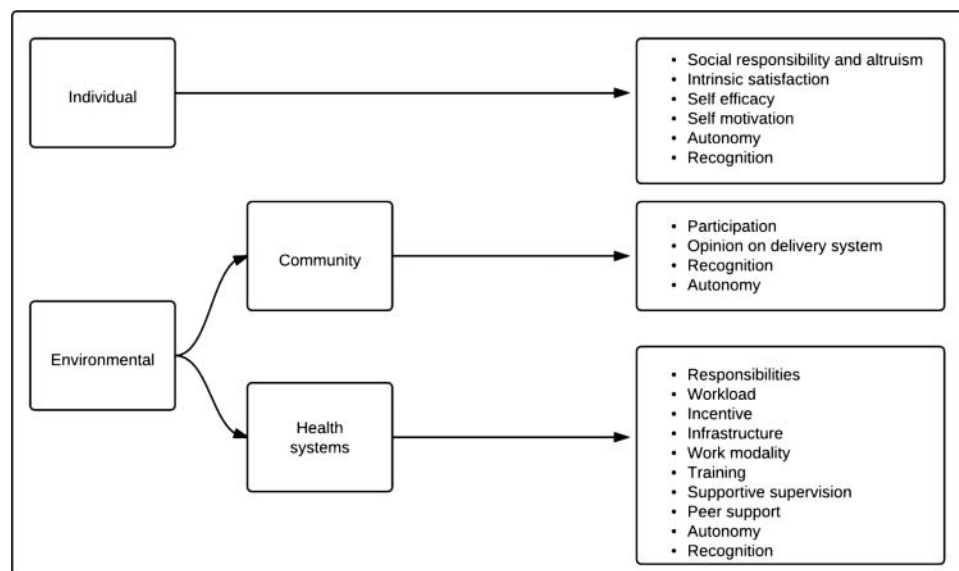 Individual
• Social responsibility and altruism
• Intrinsic satisfaction
• Self efficacy
• Self motivation
• Autonomy
• Recognition
Community
• Participation
• Opinion on delivery system
• Recognition
• Autonomy
Environmental
Health
systems
• Responsibilities
• Workload
• Incentive
• Infrastructure
• Work modality
• Training
• Supportive supervision
• Peer support
• Autonomy
• Recognition